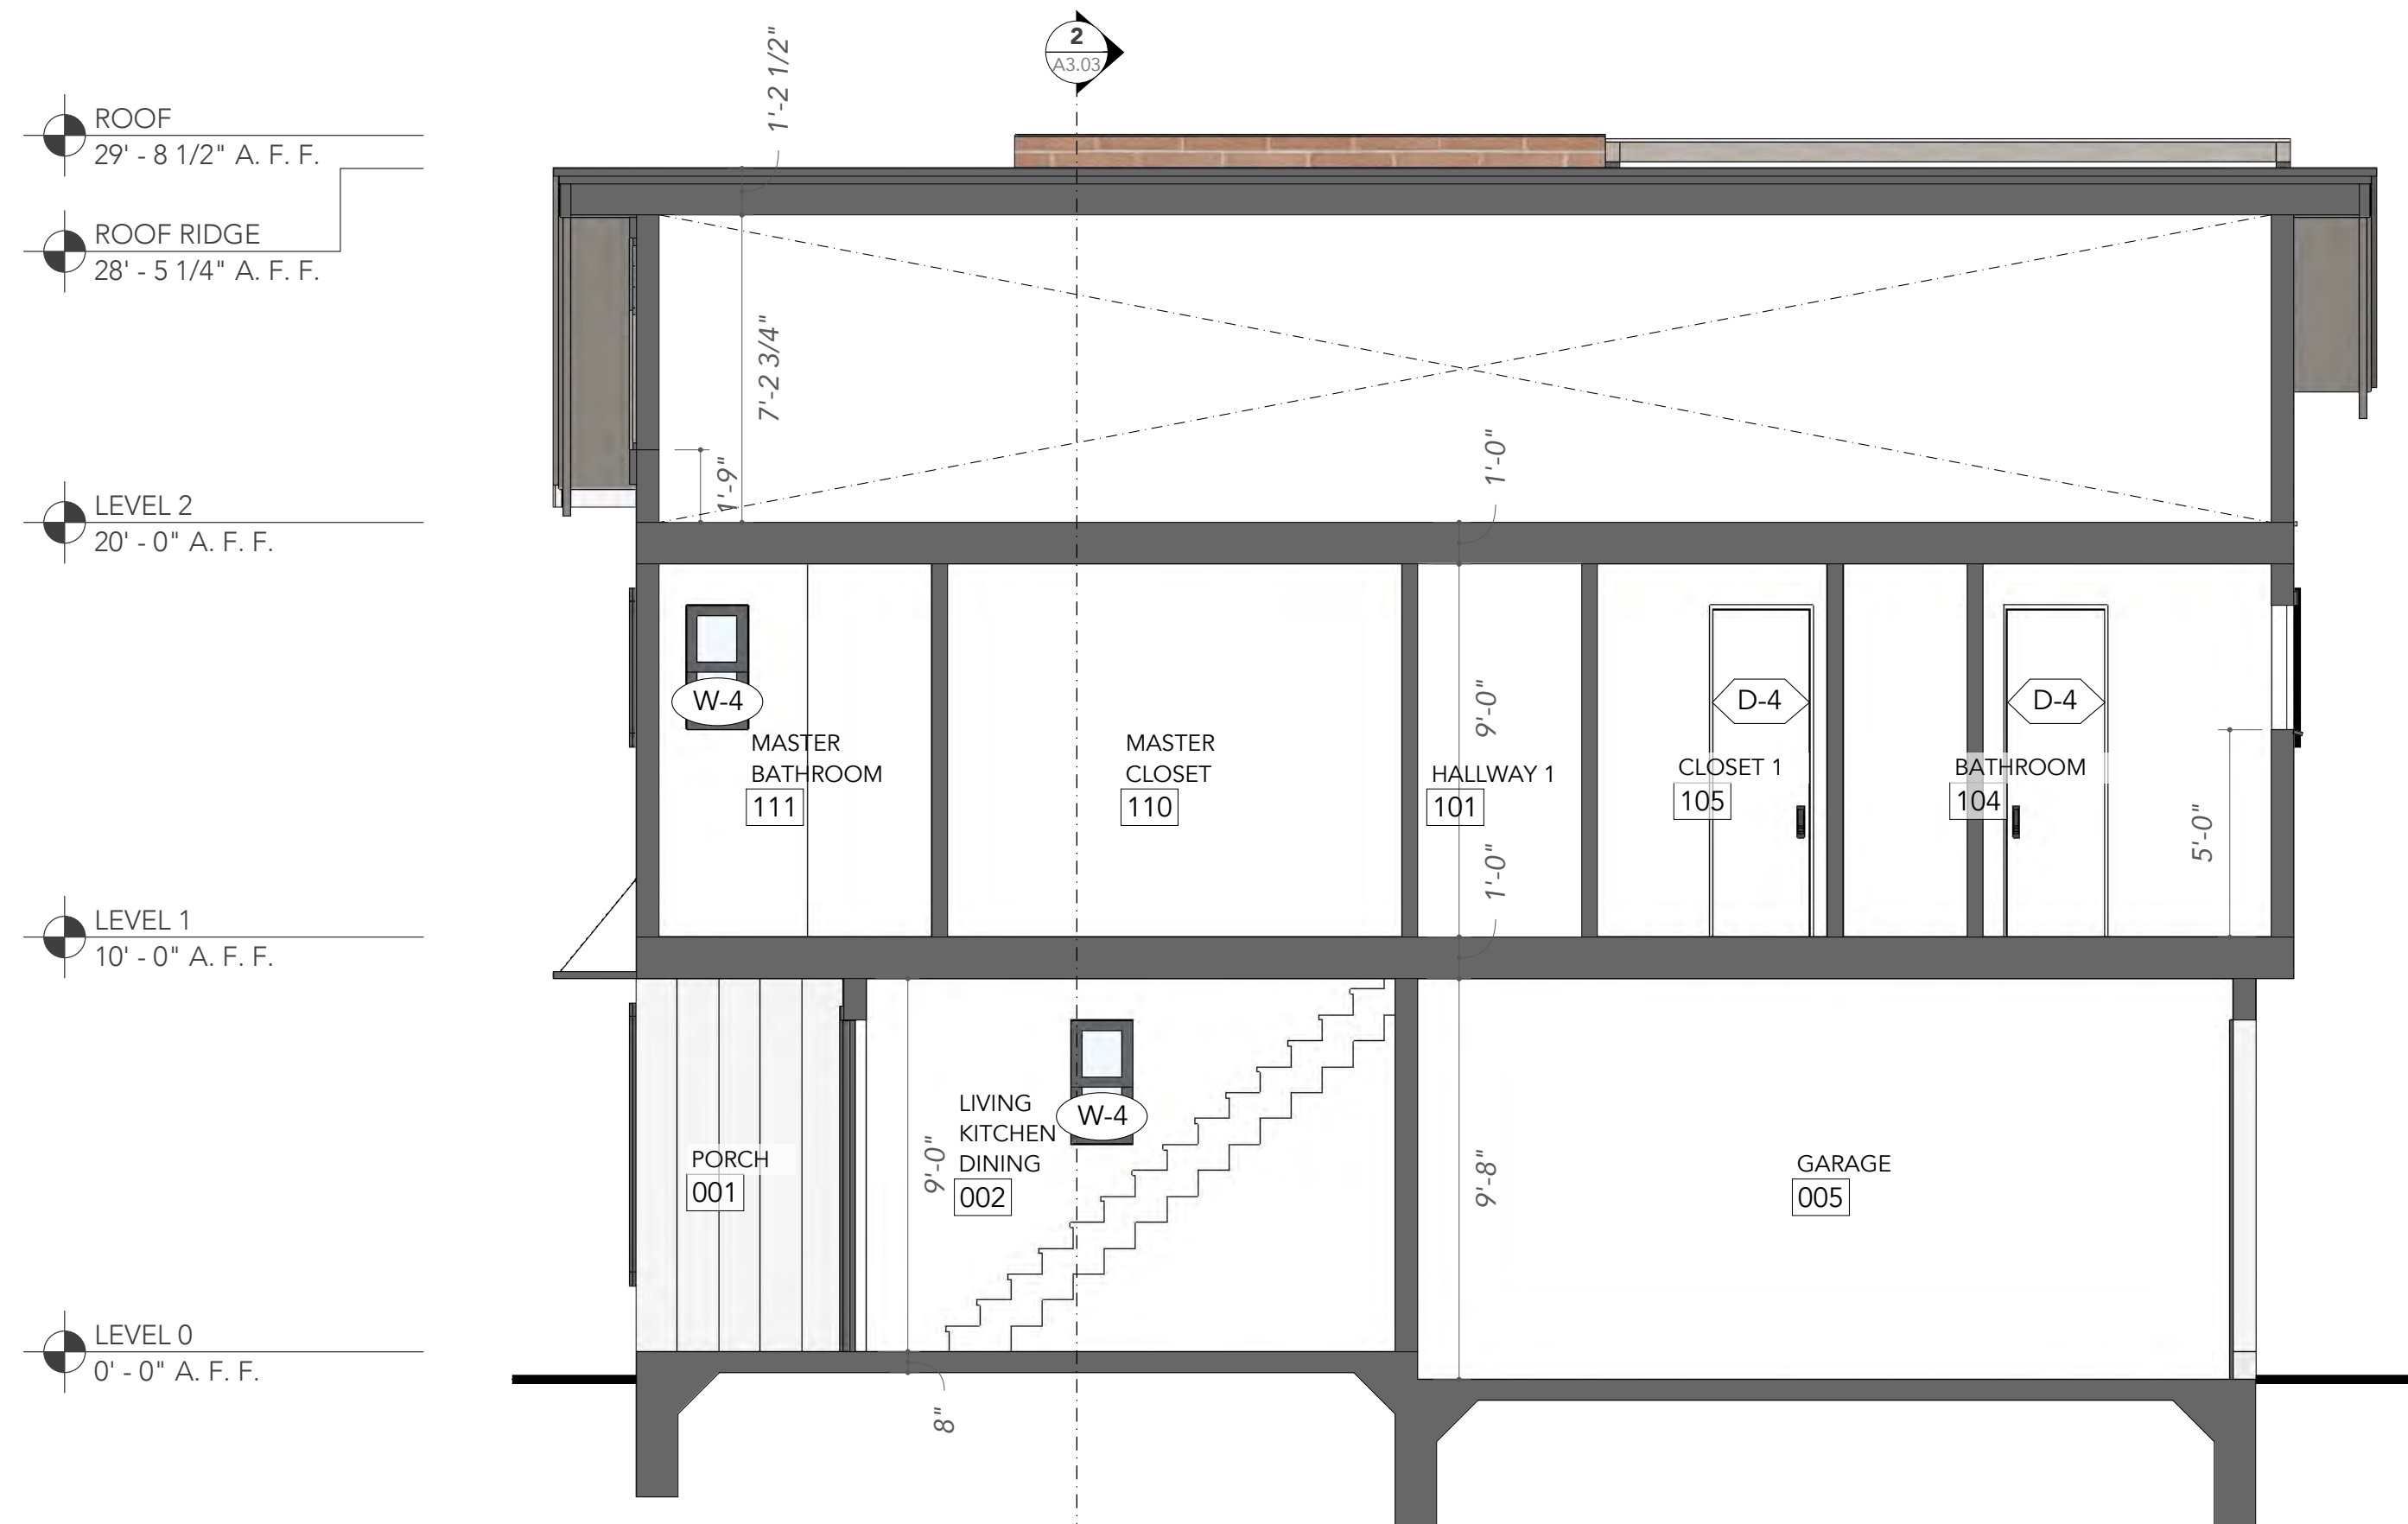 2
A3.03
1'-2 1/2"
ROOF
29' - 8 1/2" A. F. F.
ROOF RIDGE
28' - 5 1/4" A. F. F.
7'-2 3/4"
1'-9"
1'-0"
LEVEL 2
20' - 0" A. F. F.
W-4
MASTER
BATHROOM
111
MASTER
CLOSET
110
9'-0"
HALLWAY 1
101
D-4
CLOSET 1
105
D-4
BATHROOM
104
5'-0"
1'-0"
LEVEL 1
10' - 0" A. F. F.
PORCH
001
9'-0"
LIVING
KITCHEN
DINING
002
W-4
9'-8"
GARAGE
005
LEVEL 0
0' - 0" A. F. F.
8"